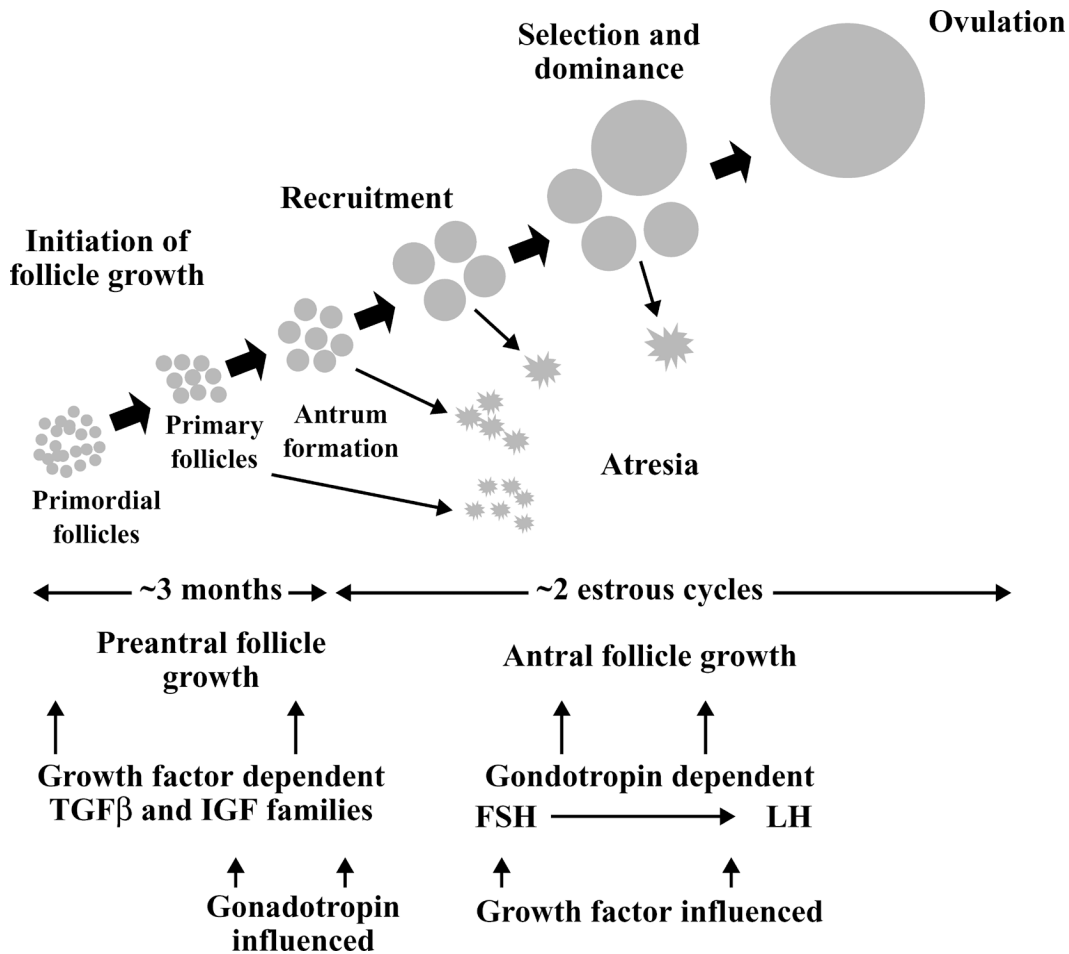 Ovulation
Selection and
dominance
Recruitment
Initiation of
follicle growth
Primary
follicles
Antrum
formation
Atresia
Primordial
follicles
~3 months
~2 estrous cycles
Preantral follicle
growth
Antral follicle growth
Growth factor dependent
TGFβ and IGF families
Gondotropin dependent
FSH
LH
Gonadotropin
influenced
Growth factor influenced